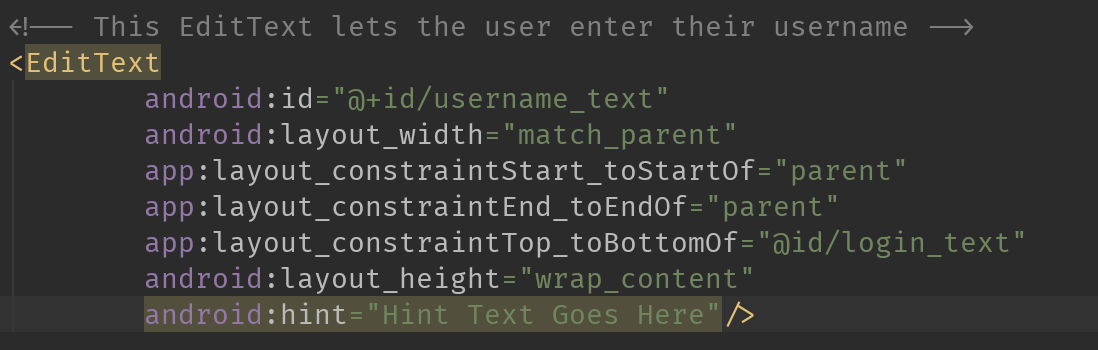 <!-- This EditText lets the user enter their username -->
<EditText
android:id="@+id/username_text"
android:layout_width="match_parent"
app:layout_constraintStart_toStartOf="parent"
app:layout_constraintEnd_toEndOf="parent"
app:layout_constraintTop_toBottomOf="@id/login_text"
android:layout_height="wrap_content"
android:hint="Hint Text Goes Here"/>